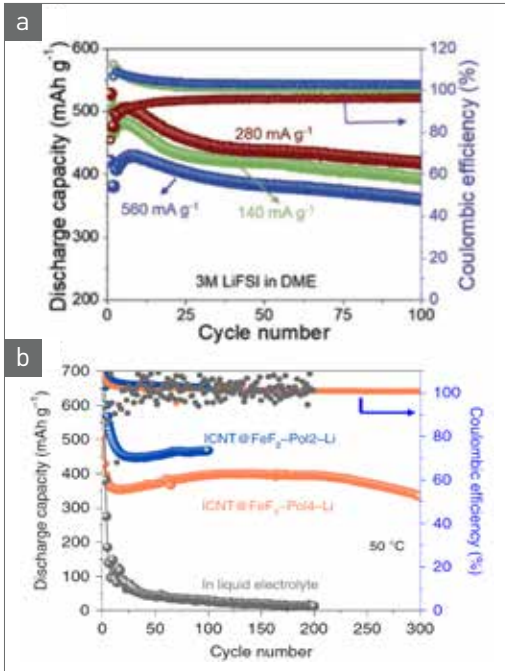 a
Discharge capacity (mAh g⁻¹)
600
500
400
300
200
120
100
80
60
40
20
0
Coulombic efficiency (%)
280 mA g⁻¹
560 mA g⁻¹
140 mA g⁻¹
3M LiFSI in DME
0
25
50
75
100
Cycle number
b
Discharge capacity (mAh g⁻¹)
700
600
500
400
300
200
100
0
100
80
60
40
20
0
Coulombic efficiency (%)
ICNT@FeF₂–Pol2–Li
ICNT@FeF₂–Pol4–Li
50 °C
In liquid electrolyte
0
50
100
150
200
250
300
Cycle number